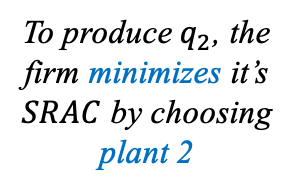 To produce q₂, the
firm minimizes it's
SRAC by choosing
plant 2